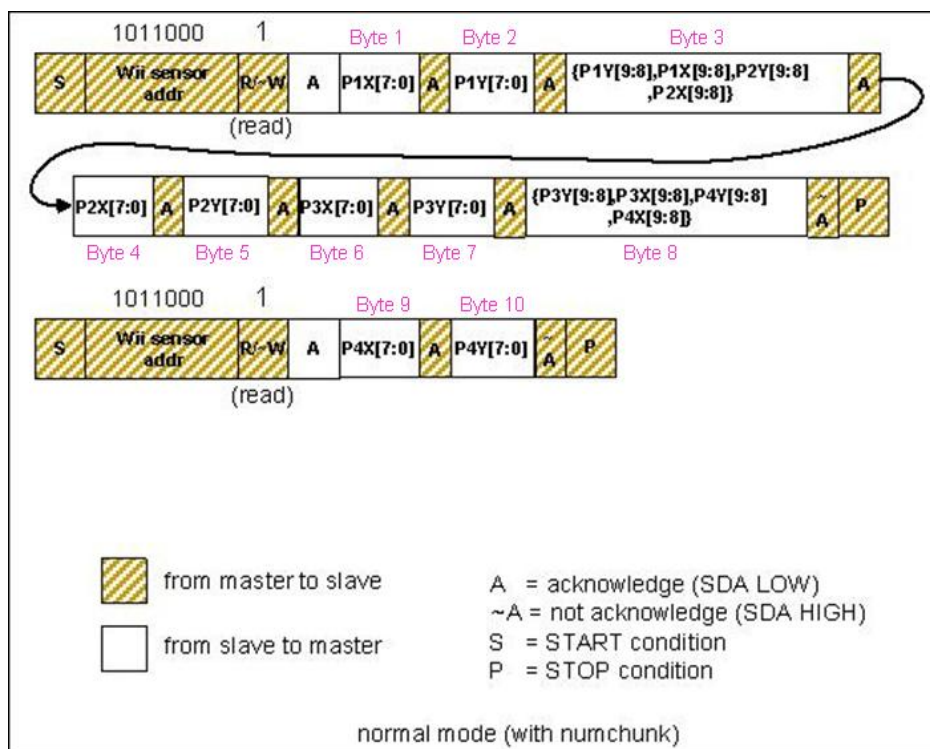 1011000 1 Byte 1 Byte 2 Byte 3
S Wii sensor addr R/~W A P1X[7:0] A P1Y[7:0] A {P1Y[9:8],P1X[9:8],P2Y[9:8] ,P2X[9:8]} A
(read)
P2X[7:0] A P2Y[7:0] A P3X[7:0] A P3Y[7:0] A {P3Y[9:8],P3X[9:8],P4Y[9:8] ,P4X[9:8]} ~A P
Byte 4 Byte 5 Byte 6 Byte 7 Byte 8
1011000 1 Byte 9 Byte 10
S Wii sensor addr R/~W A P4X[7:0] A P4Y[7:0] ~A P
(read)
from master to slave
from slave to master
A = acknowledge (SDA LOW)
~A = not acknowledge (SDA HIGH)
S = START condition
P = STOP condition
normal mode (with numchunk)